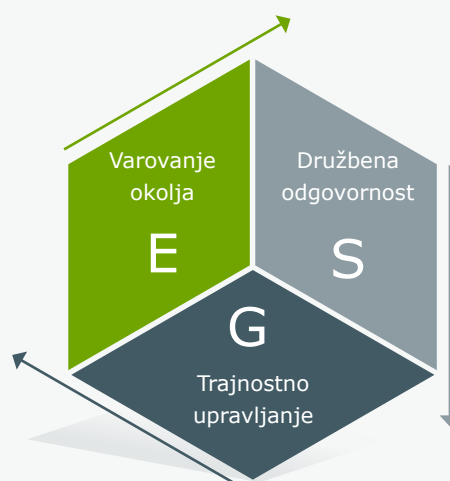 Varovanje
okolja
E
Družbena
odgovornost
S
G
Trajnostno
upravljanje